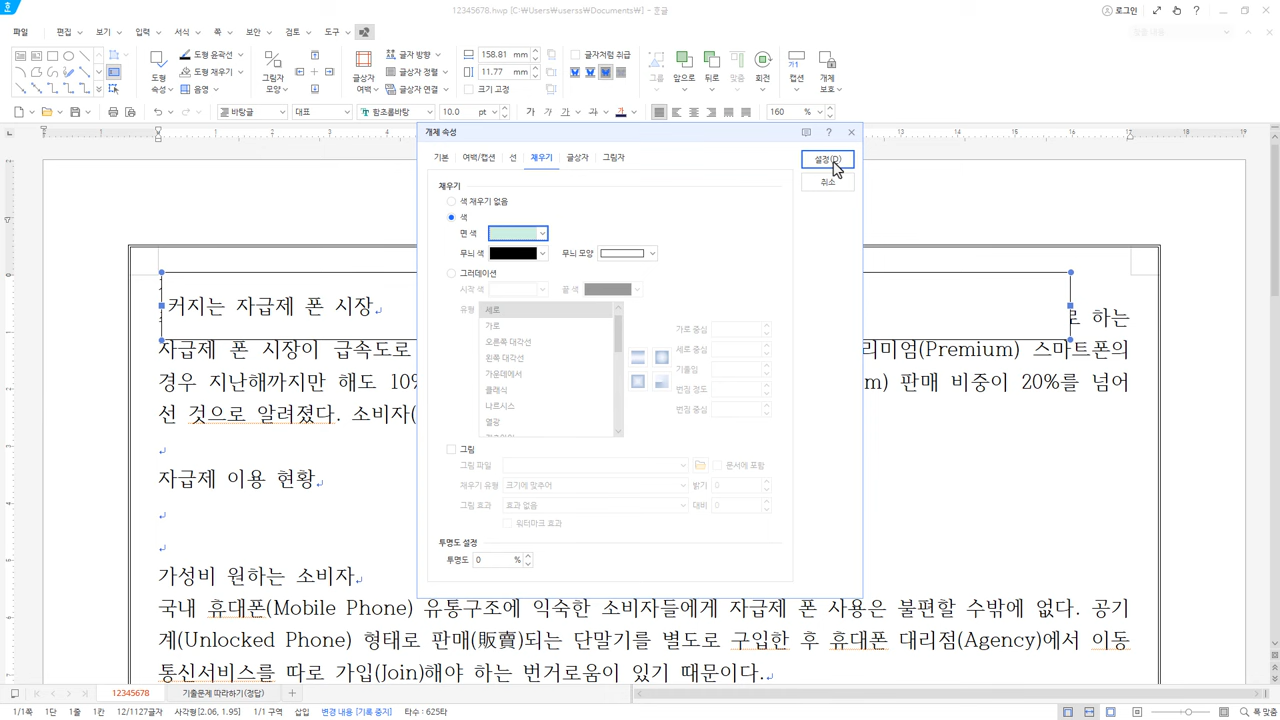 12345678.hwp [C:₩Users₩userss₩Documents₩] - 훈글
로그인
파일 편집 보기 입력 서식 쪽 보안 검토 도구
도형 속성 도형 윤곽선 도형 채우기 음영 그림자 모양 글상자 여백 글자 방향 글자 정렬 글상자 연결 158.81 mm 11.77 mm 크기 고정 글자처럼 취급 그룹 앞으로 뒤로 맞춤 회전 캡션 개체 보호
바탕글 대표 함초롬바탕 10.0 pt 가 가 가 가 가 160 %
개체 속성
기본 여백/캡션 선 채우기 글상자 그림자
설정(D)
취소
채우기
색 채우기 없음
색
면 색
무늬 색 무늬 모양
그러데이션
시작 색 끝 색
유형 세로
가로
오른쪽 대각선
왼쪽 대각선
가운데에서
클래식
나르시스
열광
가로 중심
세로 중심
기울임
번짐 정도
번짐 중심
그림
그림 파일 문서에 포함
채우기 유형 크기에 맞추어 밝기 0
그림 효과 효과 없음 대비 0
워터마크 효과
투명도 설정
투명도 0 %
커지는 자급제 폰 시장
하는
자급제 폰 시장이 급속도로 리미엄(Premium) 스마트폰의
경우 지난해까지만 해도 10% m) 판매 비중이 20%를 넘어
선 것으로 알려졌다. 소비자(
자급제 이용 현황
가성비 원하는 소비자
국내 휴대폰(Mobile Phone) 유통구조에 익숙한 소비자들에게 자급제 폰 사용은 불편할 수밖에 없다. 공기
계(Unlocked Phone) 형태로 판매(販賣)되는 단말기를 별도로 구입한 후 휴대폰 대리점(Agency)에서 이동
통신서비스를 따로 가입(Join)해야 하는 번거로움이 있기 때문이다.
12345678 기출문제 따라하기(정답)
1/1쪽 1단 1줄 1칸 12/1127글자 사각형[2.06, 1.95] 1/1 구역 삽입 변경 내용 [기록 중지] 타수 : 625타 폭 맞춤